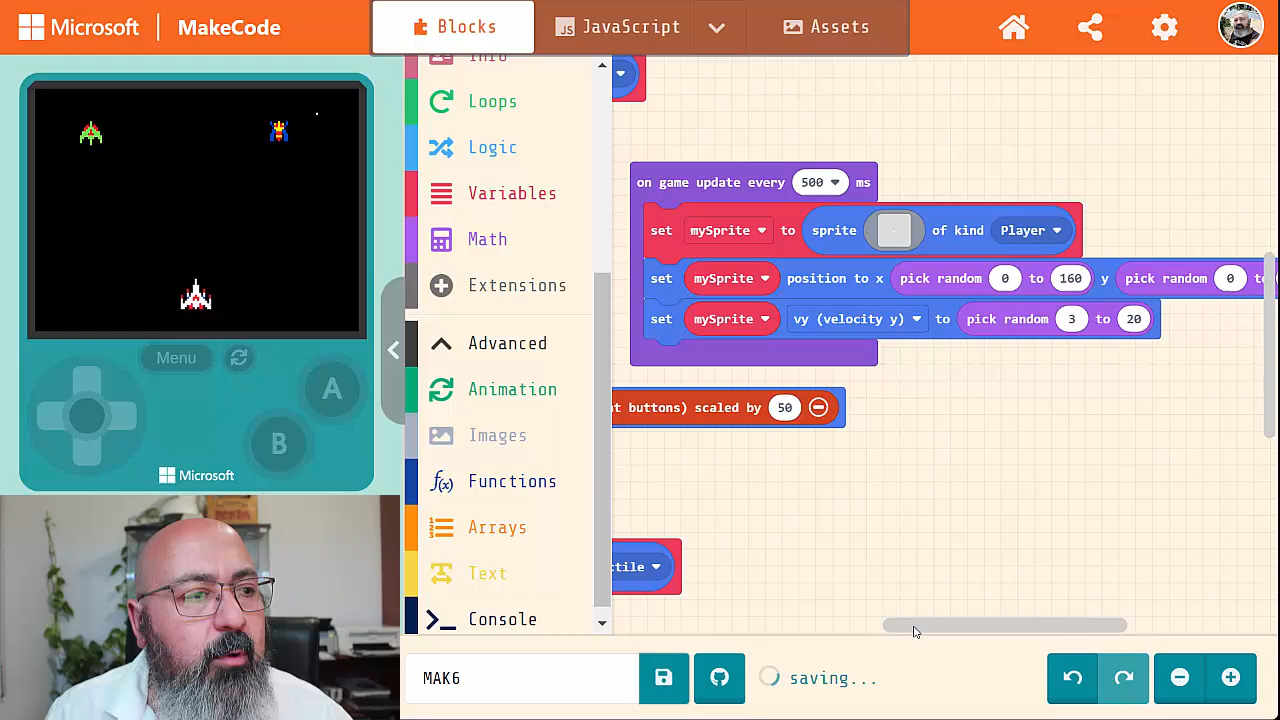 Microsoft | MakeCode
Blocks
JavaScript
Assets
Info
Loops
Logic
Variables
Math
Extensions
Advanced
Animation
Images
Functions
Arrays
Text
Console
on game update every 500 ms
set mySprite to sprite of kind Player
set mySprite position to x pick random 0 to 160 y pick random 0 to
set mySprite vy (velocity y) to pick random 3 to 20
t buttons) scaled by 50
ctile
Menu
A
B
Microsoft
MAK6
saving...